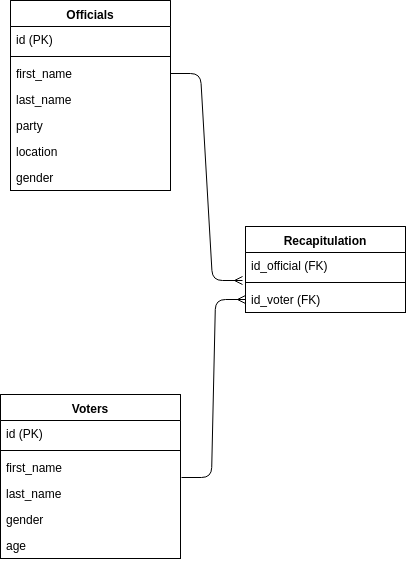 Officials
id (PK)
first_name
last_name
party
location
gender
Recapitulation
id_official (FK)
id_voter (FK)
Voters
id (PK)
first_name
last_name
gender
age